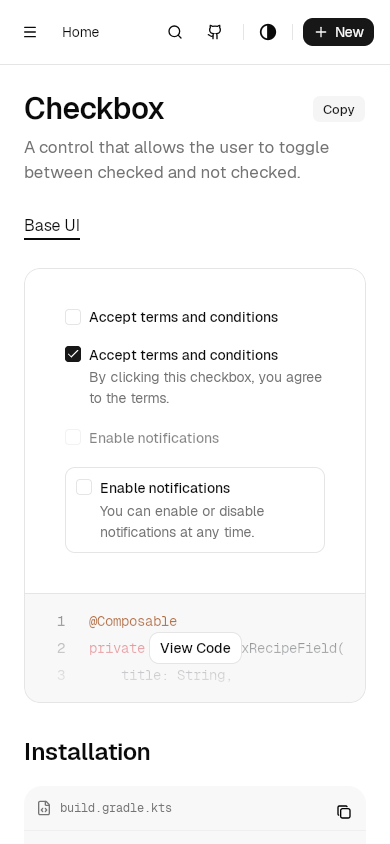 Home
New
Checkbox
Copy
A control that allows the user to toggle
between checked and not checked.
Base UI
Accept terms and conditions
Accept terms and conditions
By clicking this checkbox, you agree
to the terms.
Enable notifications
Enable notifications
You can enable or disable
notifications at any time.
1 @Composable
2 private xRecipeField(
View Code
3 title: String,
Installation
build.gradle.kts